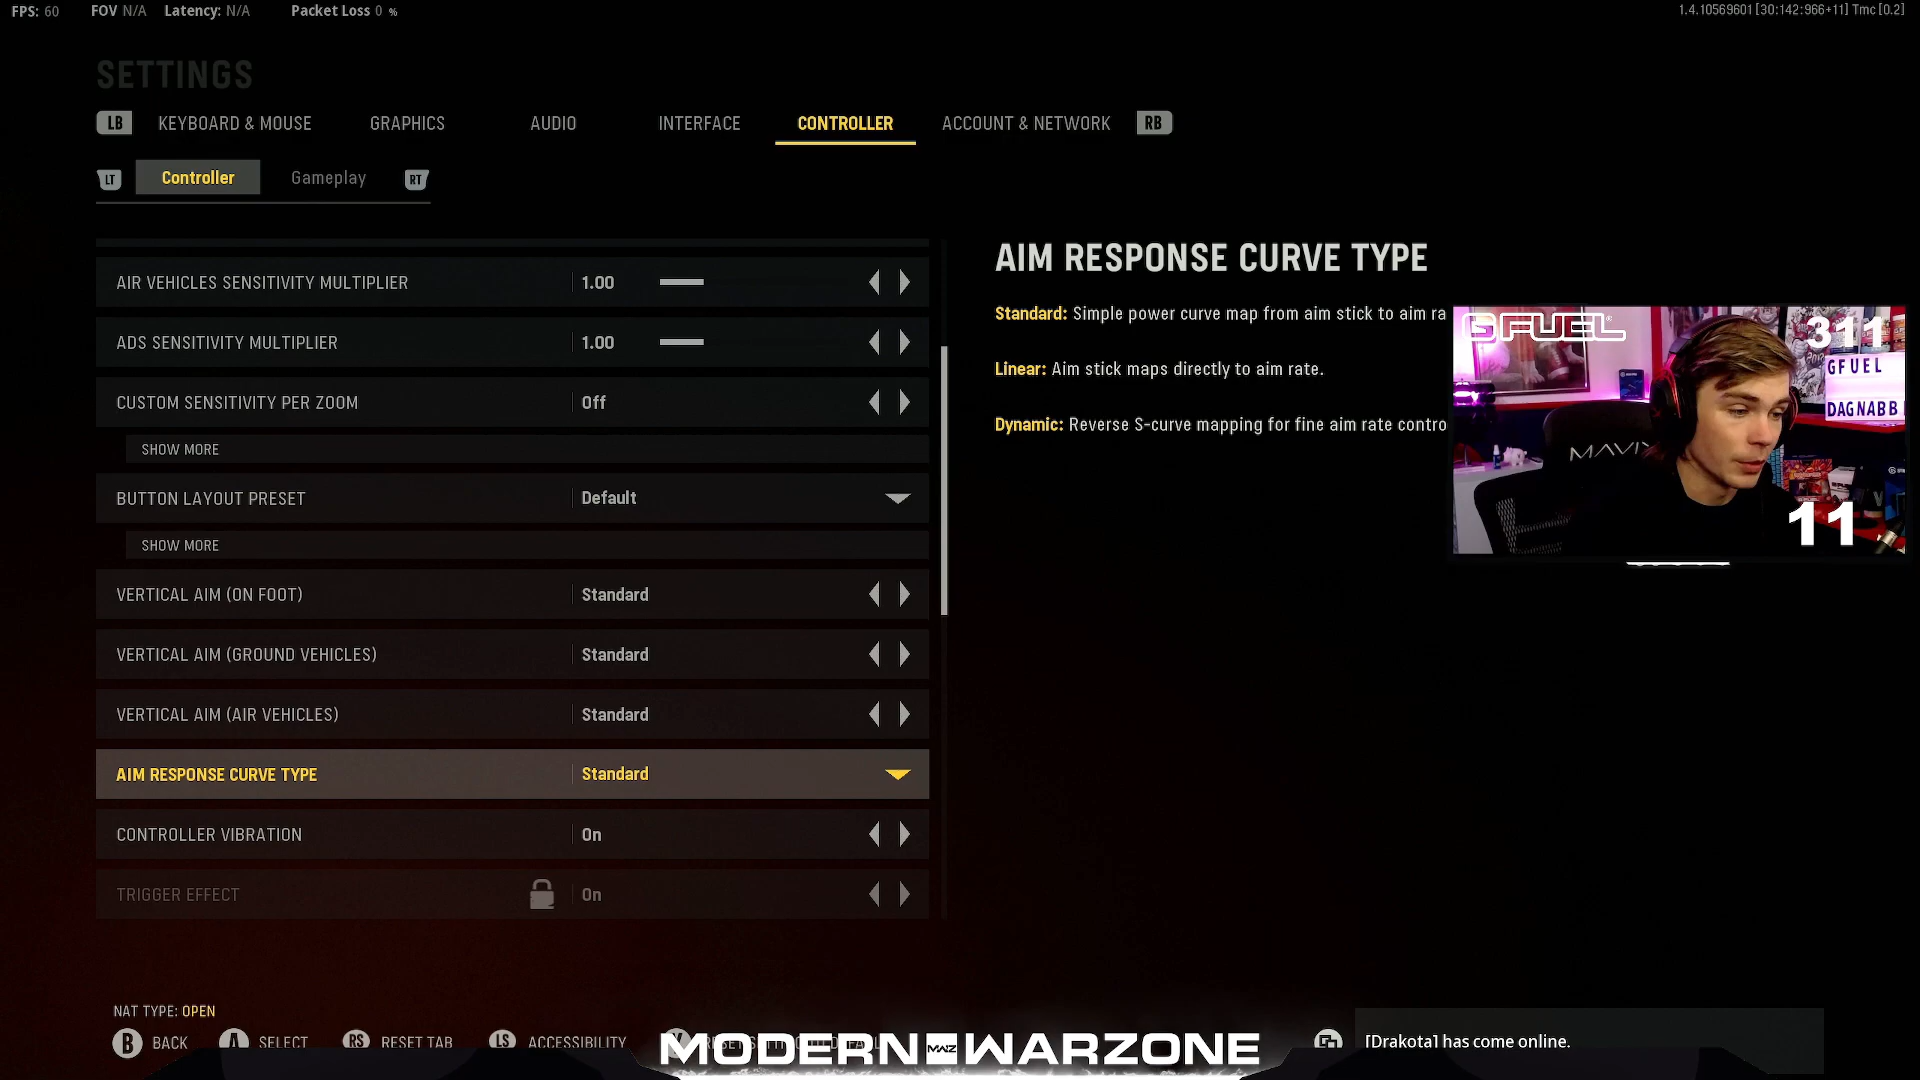 FPS: 60 FOV N/A Latency: N/A Packet Loss 0 % 1.4.10569601 [30:142:966+11] Tmc [0.2]
SETTINGS
LB KEYBOARD & MOUSE GRAPHICS AUDIO INTERFACE CONTROLLER ACCOUNT & NETWORK RB
LT Controller Gameplay RT
AIR VEHICLES SENSITIVITY MULTIPLIER 1.00
ADS SENSITIVITY MULTIPLIER 1.00
CUSTOM SENSITIVITY PER ZOOM Off
SHOW MORE
BUTTON LAYOUT PRESET Default
SHOW MORE
VERTICAL AIM (ON FOOT) Standard
VERTICAL AIM (GROUND VEHICLES) Standard
VERTICAL AIM (AIR VEHICLES) Standard
AIM RESPONSE CURVE TYPE Standard
CONTROLLER VIBRATION On
TRIGGER EFFECT On
AIM RESPONSE CURVE TYPE
Standard: Simple power curve map from aim stick to aim ra
Linear: Aim stick maps directly to aim rate.
Dynamic: Reverse S-curve mapping for fine aim rate contro
G FUEL
311
GFUEL
DAGNABB
MAVIX
11
NAT TYPE: OPEN
B BACK A SELECT RS RESET TAB LS ACCESSIBILITY Y
MODERN MWZ WARZONE
[Drakota] has come online.